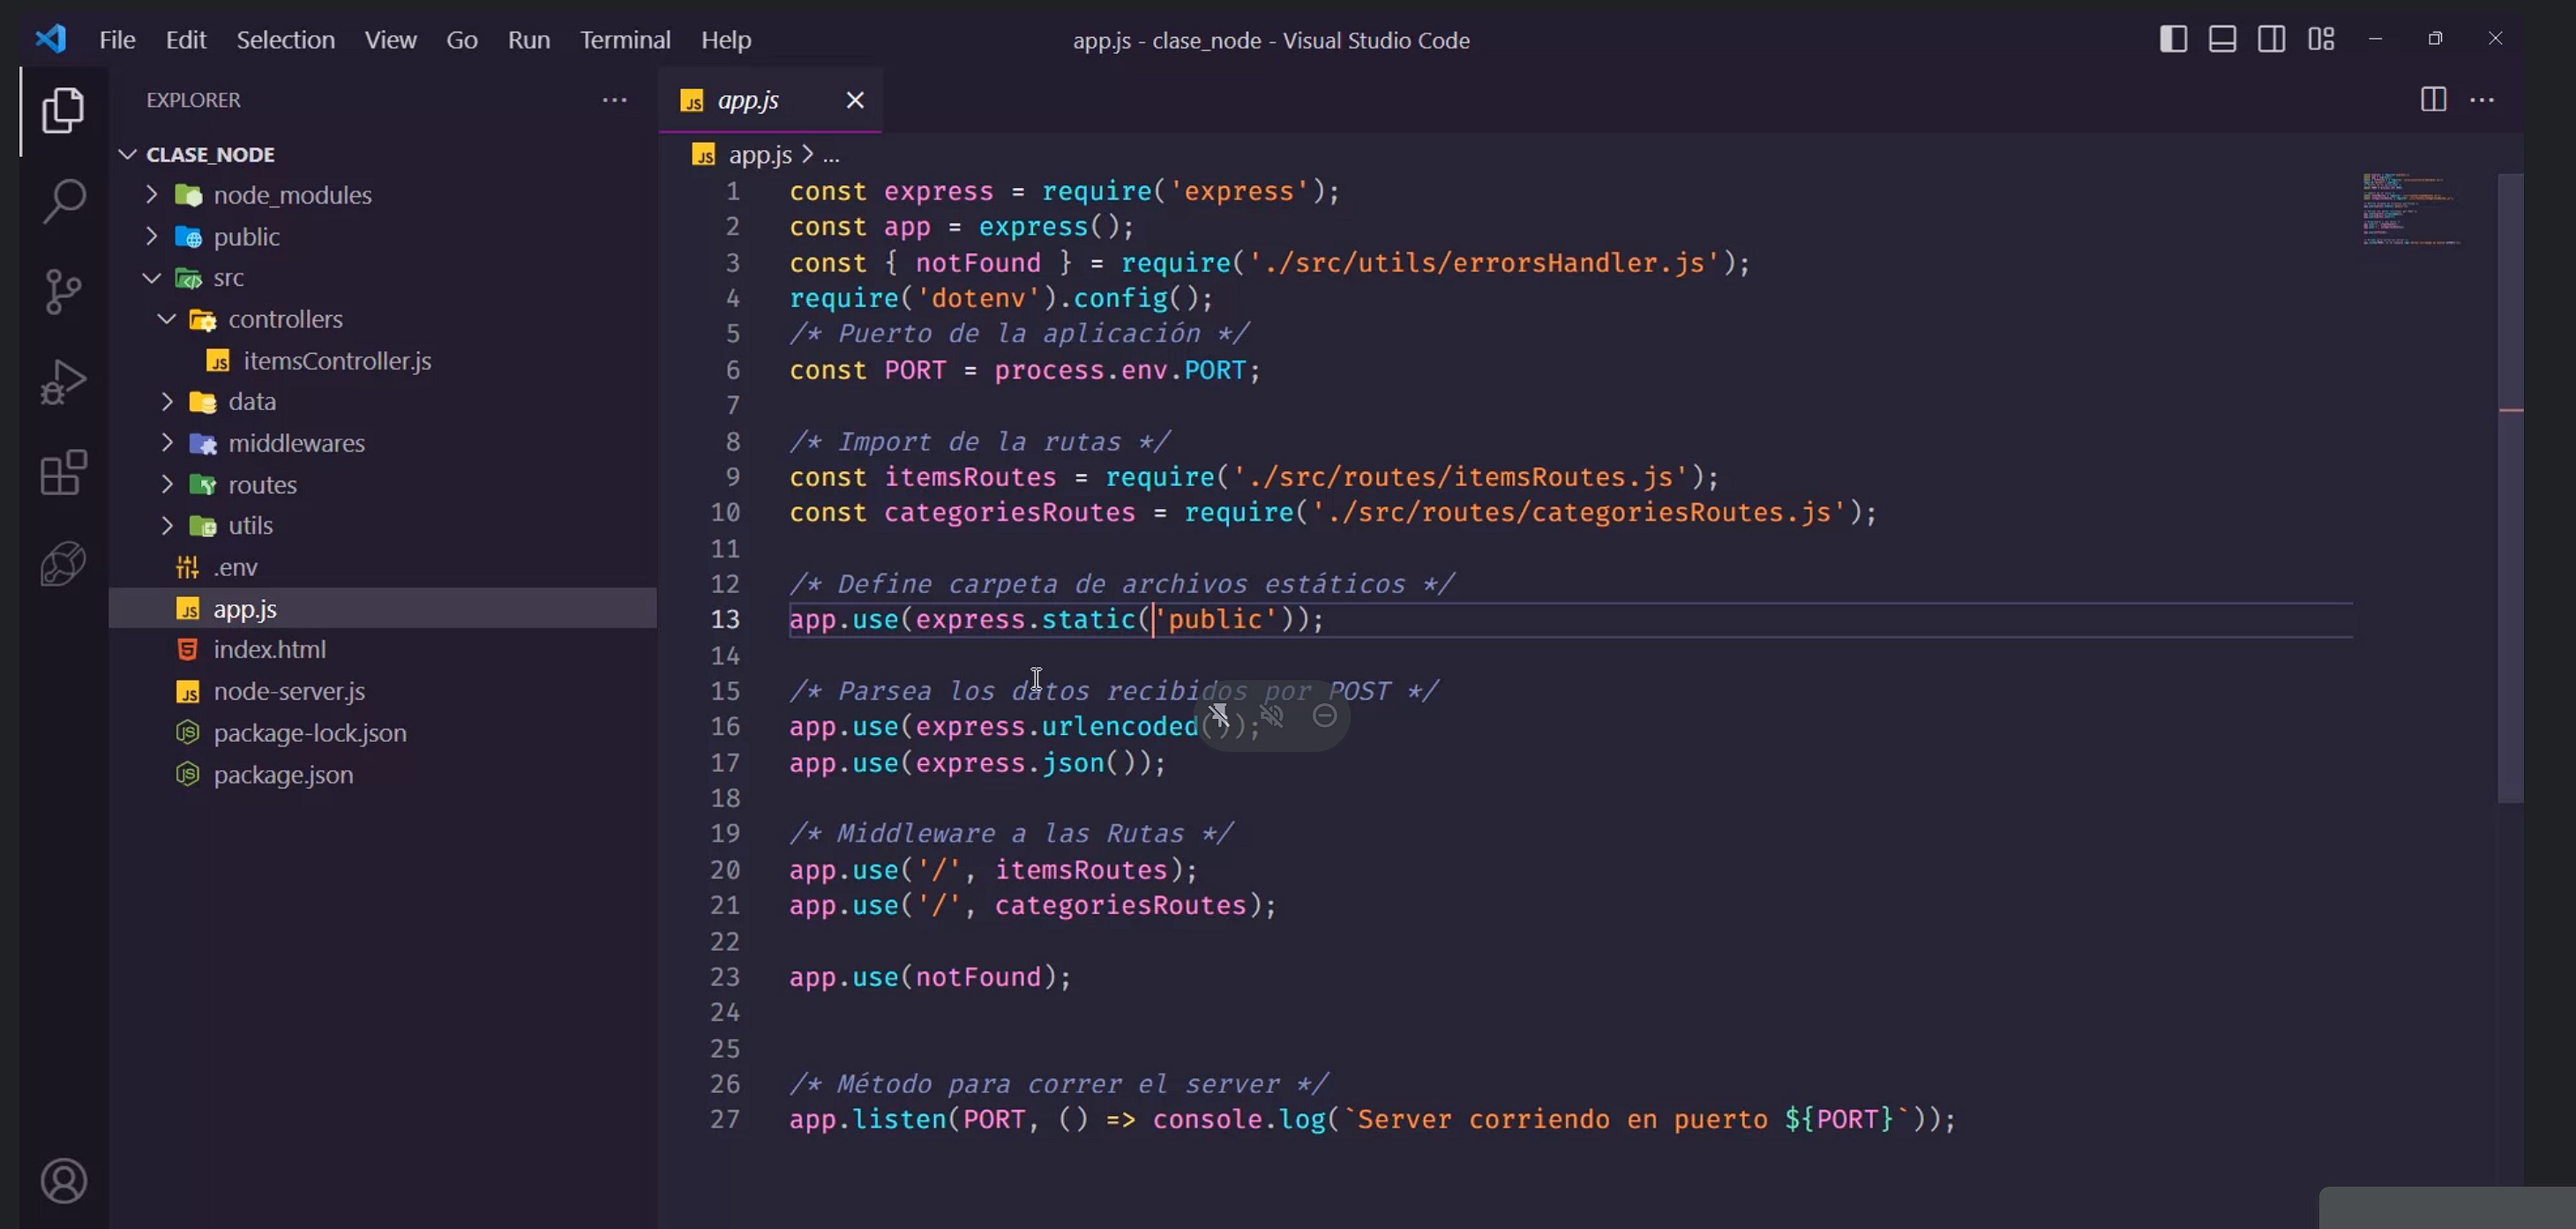 File Edit Selection View Go Run Terminal Help
app.js - clase_node - Visual Studio Code
EXPLORER
CLASE_NODE
node_modules
public
src
controllers
itemsController.js
data
middlewares
routes
utils
.env
app.js
index.html
node-server.js
package-lock.json
package.json
app.js
app.js > ...
1 const express = require('express');
2 const app = express();
3 const { notFound } = require('./src/utils/errorsHandler.js');
4 require('dotenv').config();
5 /* Puerto de la aplicación */
6 const PORT = process.env.PORT;
7
8 /* Import de la rutas */
9 const itemsRoutes = require('./src/routes/itemsRoutes.js');
10 const categoriesRoutes = require('./src/routes/categoriesRoutes.js');
11
12 /* Define carpeta de archivos estáticos */
13 app.use(express.static('public'));
14
15 /* Parsea los datos recibidos por POST */
16 app.use(express.urlencoded());
17 app.use(express.json());
18
19 /* Middleware a las Rutas */
20 app.use('/', itemsRoutes);
21 app.use('/', categoriesRoutes);
22
23 app.use(notFound);
24
25
26 /* Método para correr el server */
27 app.listen(PORT, () => console.log(`Server corriendo en puerto ${PORT}`));